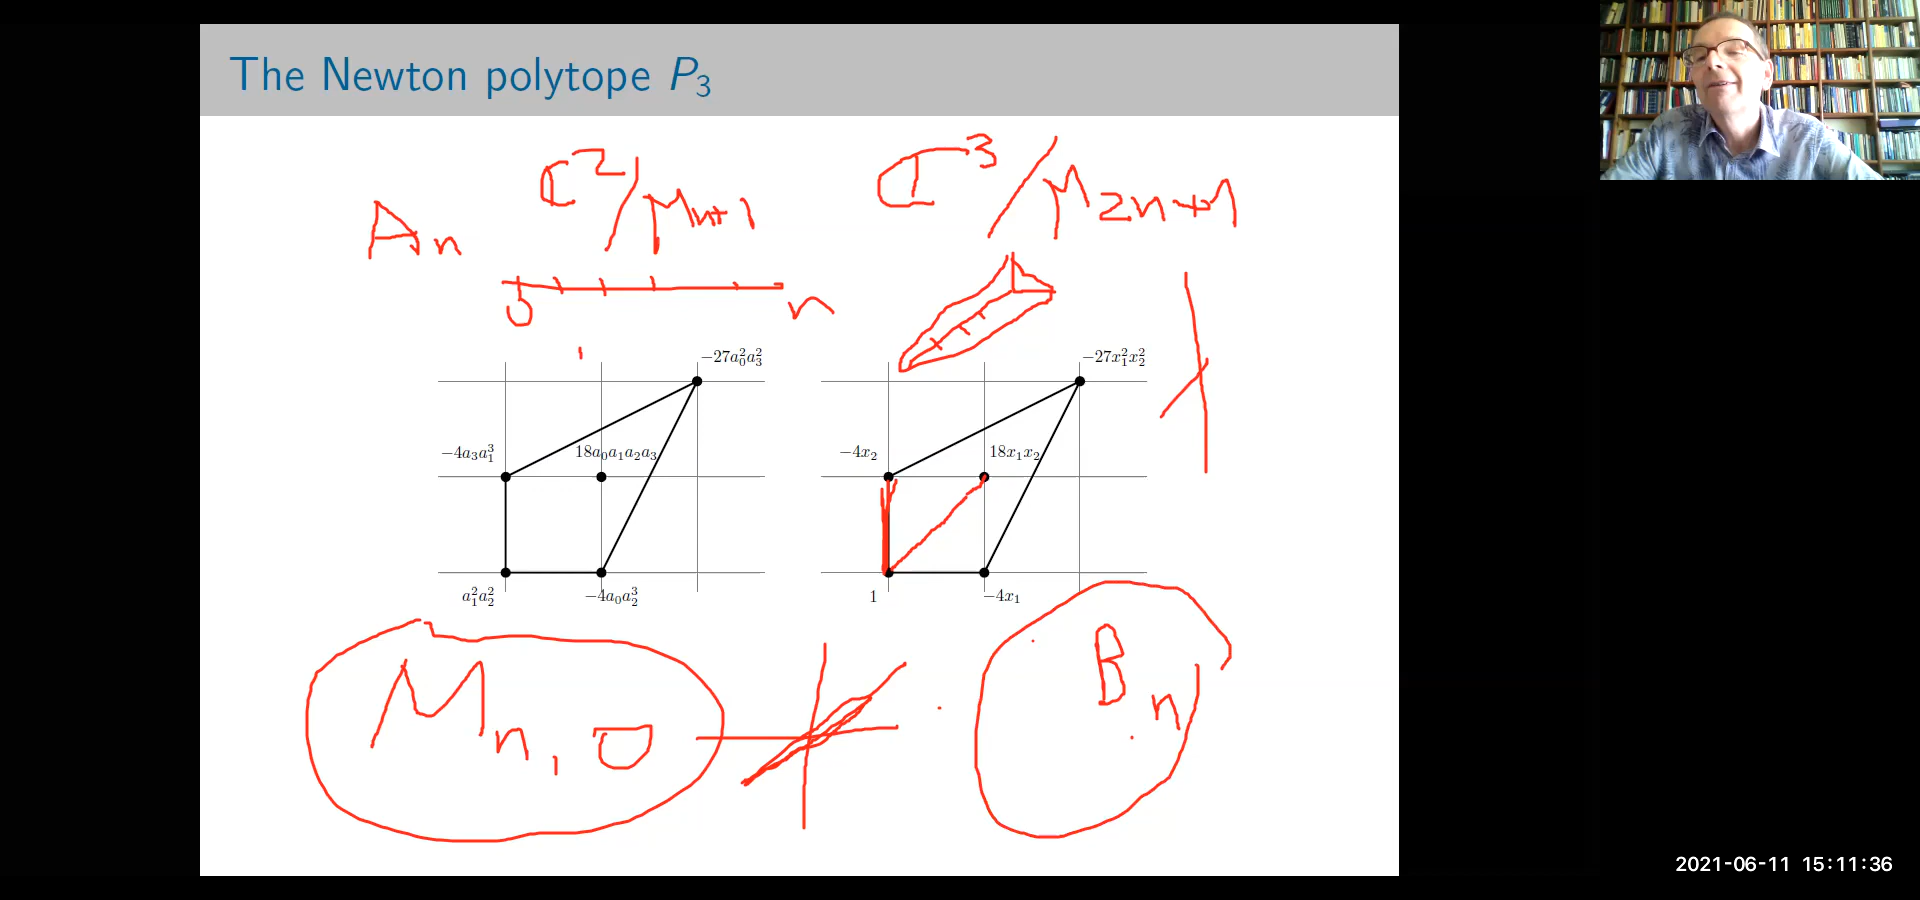 The Newton polytope P₃
ℂ²/μₙ₊₁
ℂ³/μ₂ₙ₊₁
Aₙ
0 n
−27a₀²a₃²
−27x₁²x₂²
−4a₃a₁³
18a₀a₁a₂a₃
−4x₂
18x₁x₂
a₁²a₂²
−4a₀a₂³
1
−4x₁
Mₙ,₀
Bₙ
2021-06-11 15:11:36